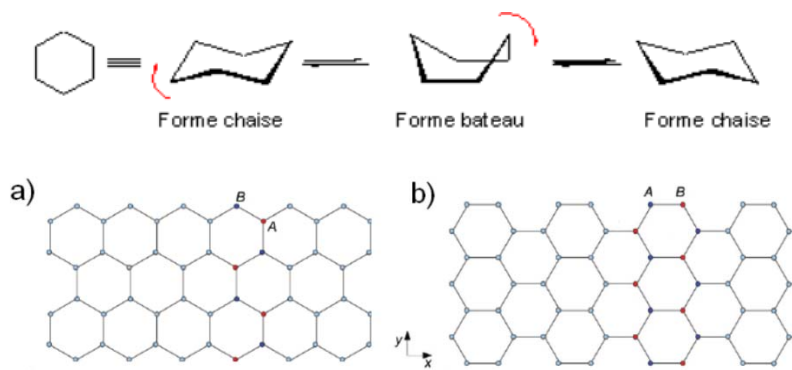 Forme chaise Forme bateau Forme chaise
a) B A
b) A B
y
x